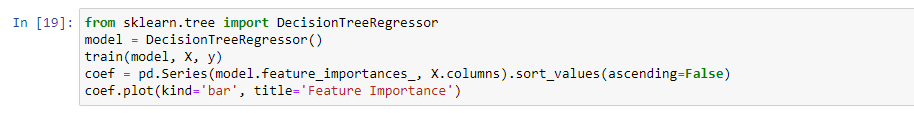 In [19]: from sklearn.tree import DecisionTreeRegressor
model = DecisionTreeRegressor()
train(model, X, y)
coef = pd.Series(model.feature_importances_, X.columns).sort_values(ascending=False)
coef.plot(kind='bar', title='Feature Importance')